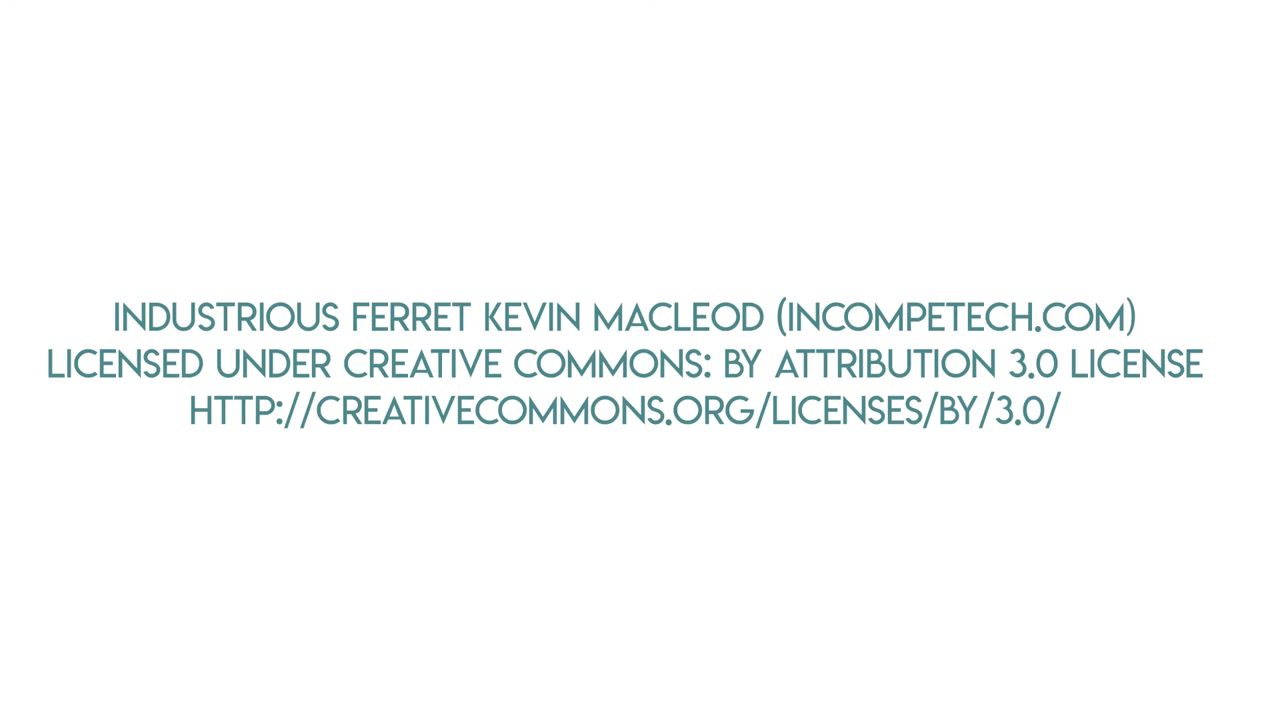 INDUSTRIOUS FERRET KEVIN MACLEOD (INCOMPETECH.COM)
LICENSED UNDER CREATIVE COMMONS: BY ATTRIBUTION 3.0 LICENSE
HTTP://CREATIVECOMMONS.ORG/LICENSES/BY/3.0/